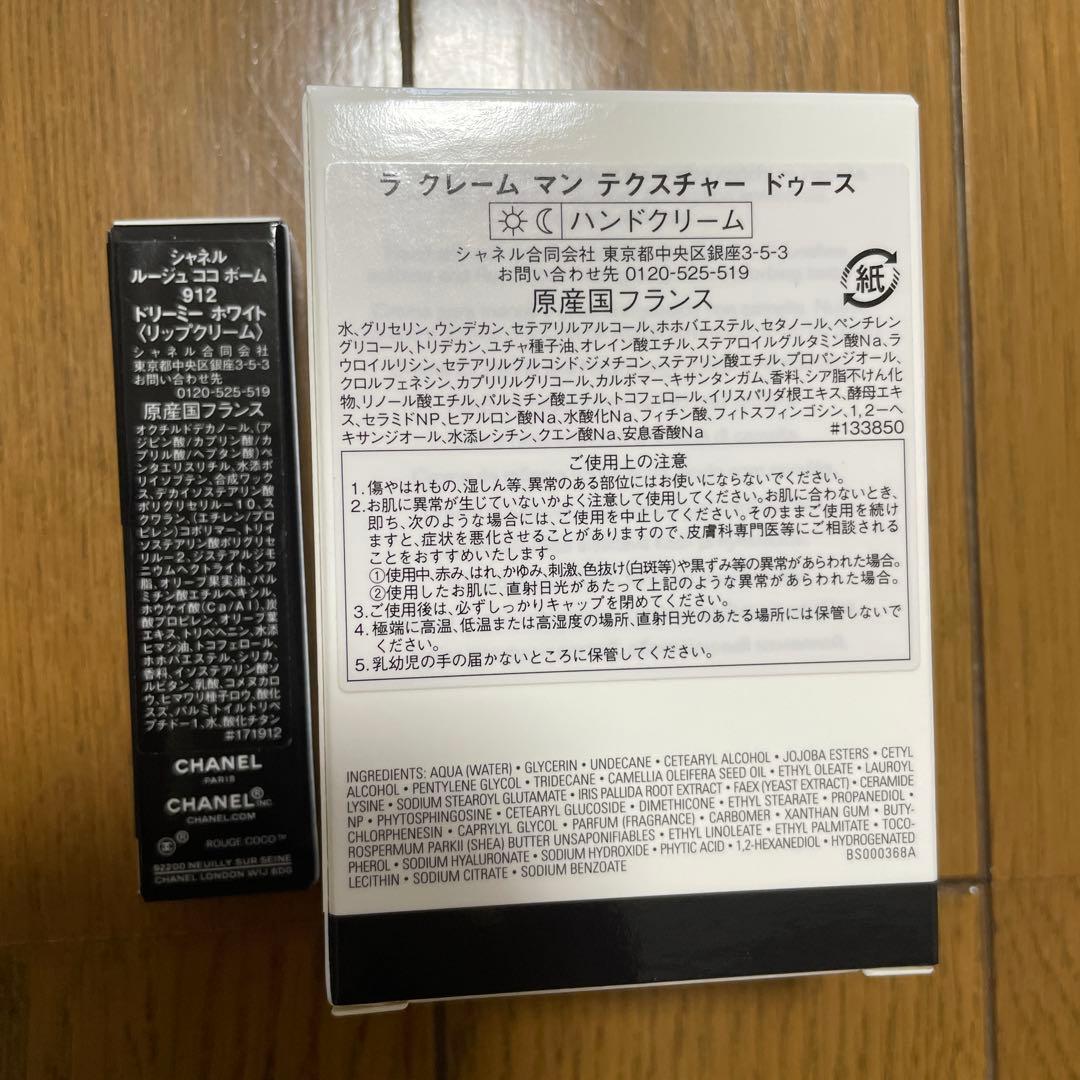 シャネル
ルージュ ココ ボーム
912
ドリーミー ホワイト
〈リップクリーム〉
シャネル合同会社
東京都中央区銀座3-5-3
お問い合わせ先
0120-525-519
原産国フランス
オクチルドデカノール、(ア
ジピン酸/カプリン酸/カ
プリル酸/ヘプタン酸)ペ
ンタエリスリチル、水添ポ
リイソブテン、合成ワック
ス、デカイソステアリン酸
ポリグリセリル-10、ス
クワラン、(エチレン/プロ
ピレン)コポリマー、トリイ
ソステアリン酸ポリグリセ
リル-2、ジステアルジモ
ニウムヘクトライト、シア
脂、オリーブ果実油、パル
ミチン酸エチルヘキシル、
ホウケイ酸(Ca/Al)、炭
酸プロピレン、オリーブ葉
エキス、トリベヘニン、水添
ヒマシ油、トコフェロール、
ホホバエステル、シリカ、
香料、イソステアリン酸ソ
ルビタン、乳酸、コメヌカロ
ウ、ヒマワリ種子ロウ、酸化
スズ、パルミトイルトリペ
プチド-1、水、酸化チタン
#171912
CHANEL
PARIS
CHANEL® INC.
CHANEL.COM
® ROUGE COCO™
92200 NEUILLY SUR SEINE
CHANEL LONDON W1J 6DG
ラ クレーム マン テクスチャー ドゥース
ハンドクリーム
シャネル合同会社 東京都中央区銀座3-5-3
お問い合わせ先 0120-525-519
紙
原産国フランス
水、グリセリン、ウンデカン、セテアリルアルコール、ホホバエステル、セタノール、ペンチレン
グリコール、トリデカン、ユチャ種子油、オレイン酸エチル、ステアロイルグルタミン酸Na、ラ
ウロイルリシン、セテアリルグルコシド、ジメチコン、ステアリン酸エチル、プロパンジオール、
クロルフェネシン、カプリリルグリコール、カルボマー、キサンタンガム、香料、シア脂不けん化
物、リノール酸エチル、パルミチン酸エチル、トコフェロール、イリスパリダ根エキス、酵母エキ
ス、セラミドNP、ヒアルロン酸Na、水酸化Na、フィチン酸、フィトスフィンゴシン、1,2-ヘ
キサンジオール、水添レシチン、クエン酸Na、安息香酸Na #133850
ご使用上の注意
1. 傷やはれもの、湿しん等、異常のある部位にはお使いにならないでください。
2. お肌に異常が生じていないかよく注意して使用してください。お肌に合わないとき、
即ち、次のような場合には、ご使用を中止してください。そのままご使用を続け
ますと、症状を悪化させることがありますので、皮膚科専門医等にご相談される
ことをおすすめいたします。
①使用中、赤み、はれ、かゆみ、刺激、色抜け(白斑等)や黒ずみ等の異常があらわれた場合。
②使用したお肌に、直射日光があたって上記のような異常があらわれた場合。
3. ご使用後は、必ずしっかりキャップを閉めてください。
4. 極端に高温、低温または高湿度の場所、直射日光のあたる場所には保管しないで
ください。
5. 乳幼児の手の届かないところに保管してください。
INGREDIENTS: AQUA (WATER) • GLYCERIN • UNDECANE • CETEARYL ALCOHOL • JOJOBA ESTERS • CETYL
ALCOHOL • PENTYLENE GLYCOL • TRIDECANE • CAMELLIA OLEIFERA SEED OIL • ETHYL OLEATE • LAUROYL
LYSINE • SODIUM STEAROYL GLUTAMATE • IRIS PALLIDA ROOT EXTRACT • FAEX (YEAST EXTRACT) • CERAMIDE
NP • PHYTOSPHINGOSINE • CETEARYL GLUCOSIDE • DIMETHICONE • ETHYL STEARATE • PROPANEDIOL •
CHLORPHENESIN • CAPRYLYL GLYCOL • PARFUM (FRAGRANCE) • CARBOMER • XANTHAN GUM • BUTY-
ROSPERMUM PARKII (SHEA) BUTTER UNSAPONIFIABLES • ETHYL LINOLEATE • ETHYL PALMITATE • TOCO-
PHEROL • SODIUM HYALURONATE • SODIUM HYDROXIDE • PHYTIC ACID • 1,2-HEXANEDIOL • HYDROGENATED
LECITHIN • SODIUM CITRATE • SODIUM BENZOATE BS000368A